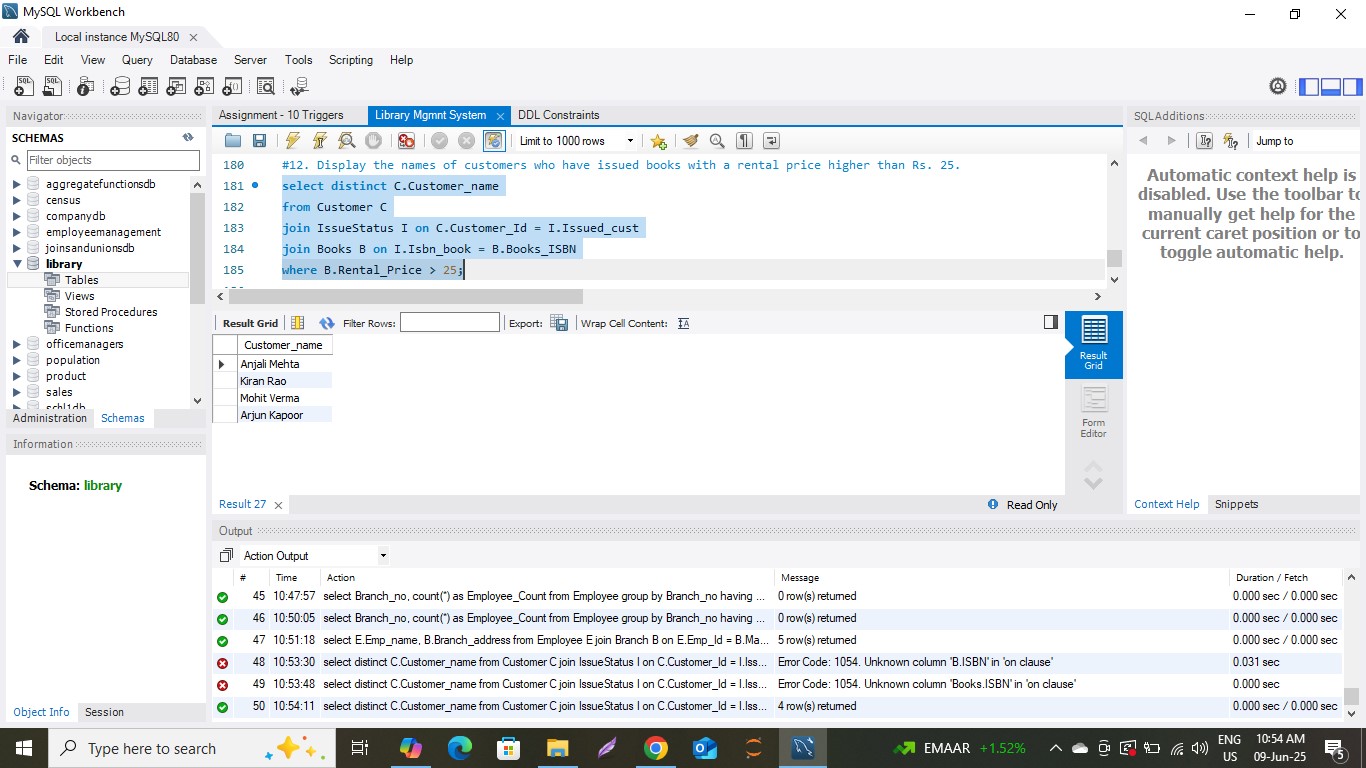 MySQL Workbench
Local instance MySQL80
File Edit View Query Database Server Tools Scripting Help
Navigator
SCHEMAS
Filter objects
aggregatefunctionsdb
census
companydb
employeemanagement
joinsandunionsdb
library
Tables
Views
Stored Procedures
Functions
officemanagers
population
product
sales
schl1db
Administration Schemas
Information
Schema: library
Object Info Session
Assignment - 10 Triggers Library Mgmnt System DDL Constraints
Limit to 1000 rows
180 #12. Display the names of customers who have issued books with a rental price higher than Rs. 25.
181 select distinct C.Customer_name
182 from Customer C
183 join IssueStatus I on C.Customer_Id = I.Issued_cust
184 join Books B on I.Isbn_book = B.Books_ISBN
185 where B.Rental_Price > 25;
Result Grid Filter Rows: Export: Wrap Cell Content:
Customer_name
Anjali Mehta
Kiran Rao
Mohit Verma
Arjun Kapoor
Result Grid
Form Editor
Result 27
Read Only
SQLAdditions
Jump to
Automatic context help is
disabled. Use the toolbar to
manually get help for the
current caret position or to
toggle automatic help.
Context Help Snippets
Output
Action Output
# Time Action Message Duration / Fetch
45 10:47:57 select Branch_no, count(*) as Employee_Count from Employee group by Branch_no having ... 0 row(s) returned 0.000 sec / 0.000 sec
46 10:50:05 select Branch_no, count(*) as Employee_Count from Employee group by Branch_no having ... 0 row(s) returned 0.000 sec / 0.000 sec
47 10:51:18 select E.Emp_name, B.Branch_address from Employee E join Branch B on E.Emp_Id = B.Ma... 5 row(s) returned 0.000 sec / 0.000 sec
48 10:53:30 select distinct C.Customer_name from Customer C join IssueStatus I on C.Customer_Id = I.Iss... Error Code: 1054. Unknown column 'B.ISBN' in 'on clause' 0.031 sec
49 10:53:48 select distinct C.Customer_name from Customer C join IssueStatus I on C.Customer_Id = I.Iss... Error Code: 1054. Unknown column 'Books.ISBN' in 'on clause' 0.000 sec
50 10:54:11 select distinct C.Customer_name from Customer C join IssueStatus I on C.Customer_Id = I.Iss... 4 row(s) returned 0.000 sec / 0.000 sec
Type here to search
EMAAR +1.52%
ENG
US
10:54 AM
09-Jun-25
5